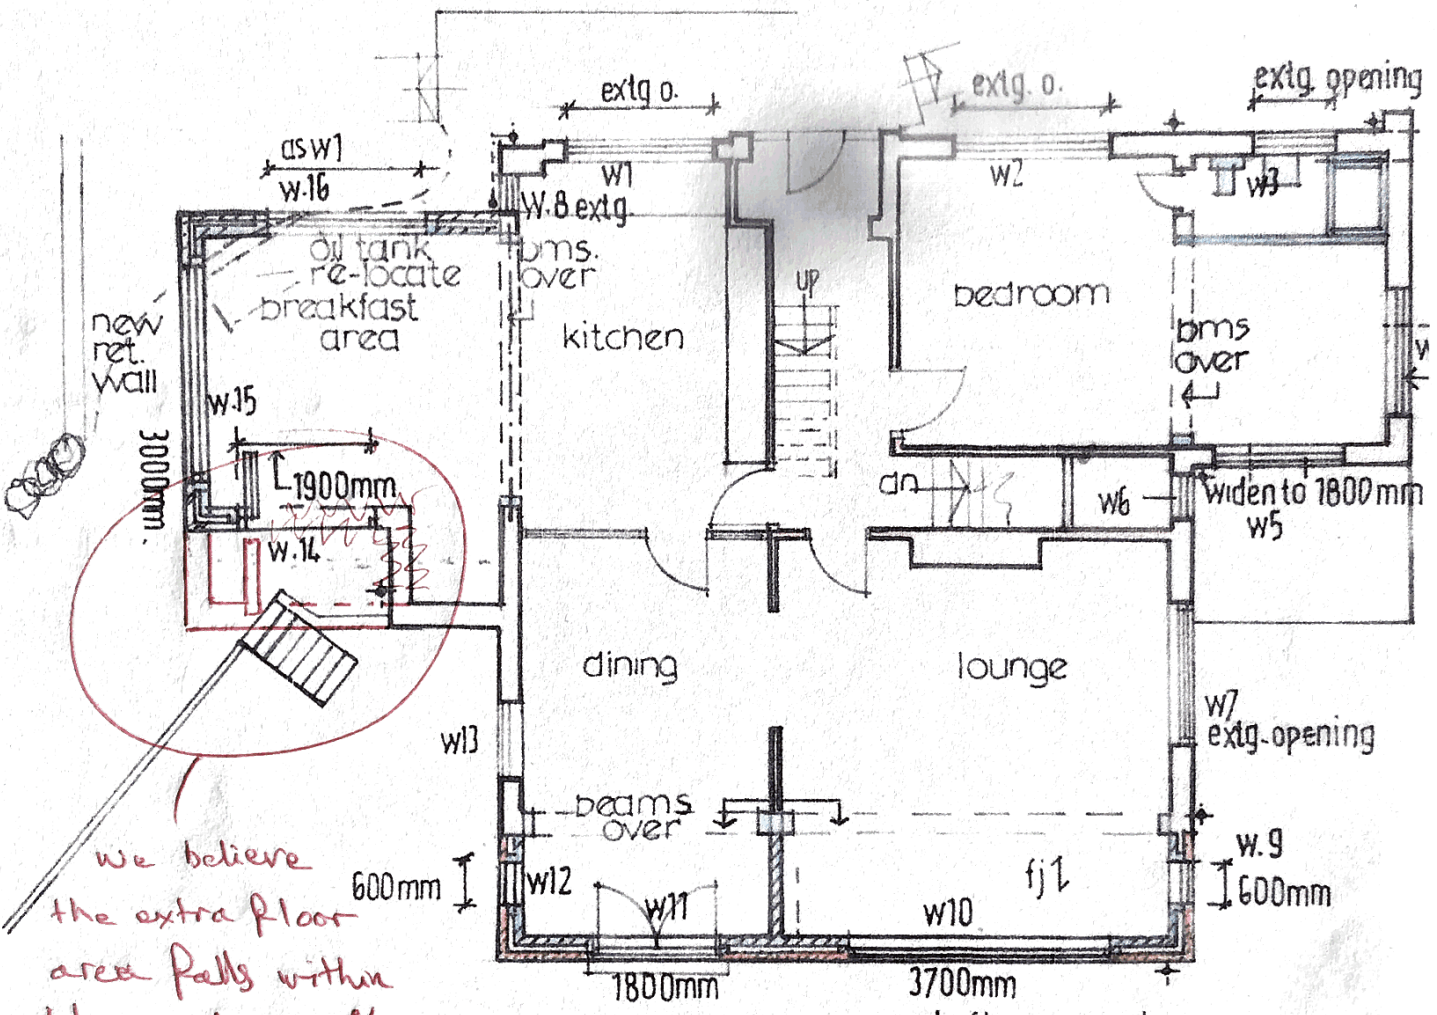 extg o.
extg. o.
extg. opening
as w1
w.16
w1
w2
w3
W.8.extg.
oil tank
re-locate
breakfast
area
bms.
over
kitchen
UP
bedroom
bms
over
new
ret.
wall
w.15
3000mm.
1900mm
w.14
dn
w6
widen to 1800mm
w5
dining
lounge
w7
extg-opening
w13
beams
over
we believe
the extra floor
area falls within
600mm
w12
w11
w10
fj
w.9
600mm
1800mm
3700mm